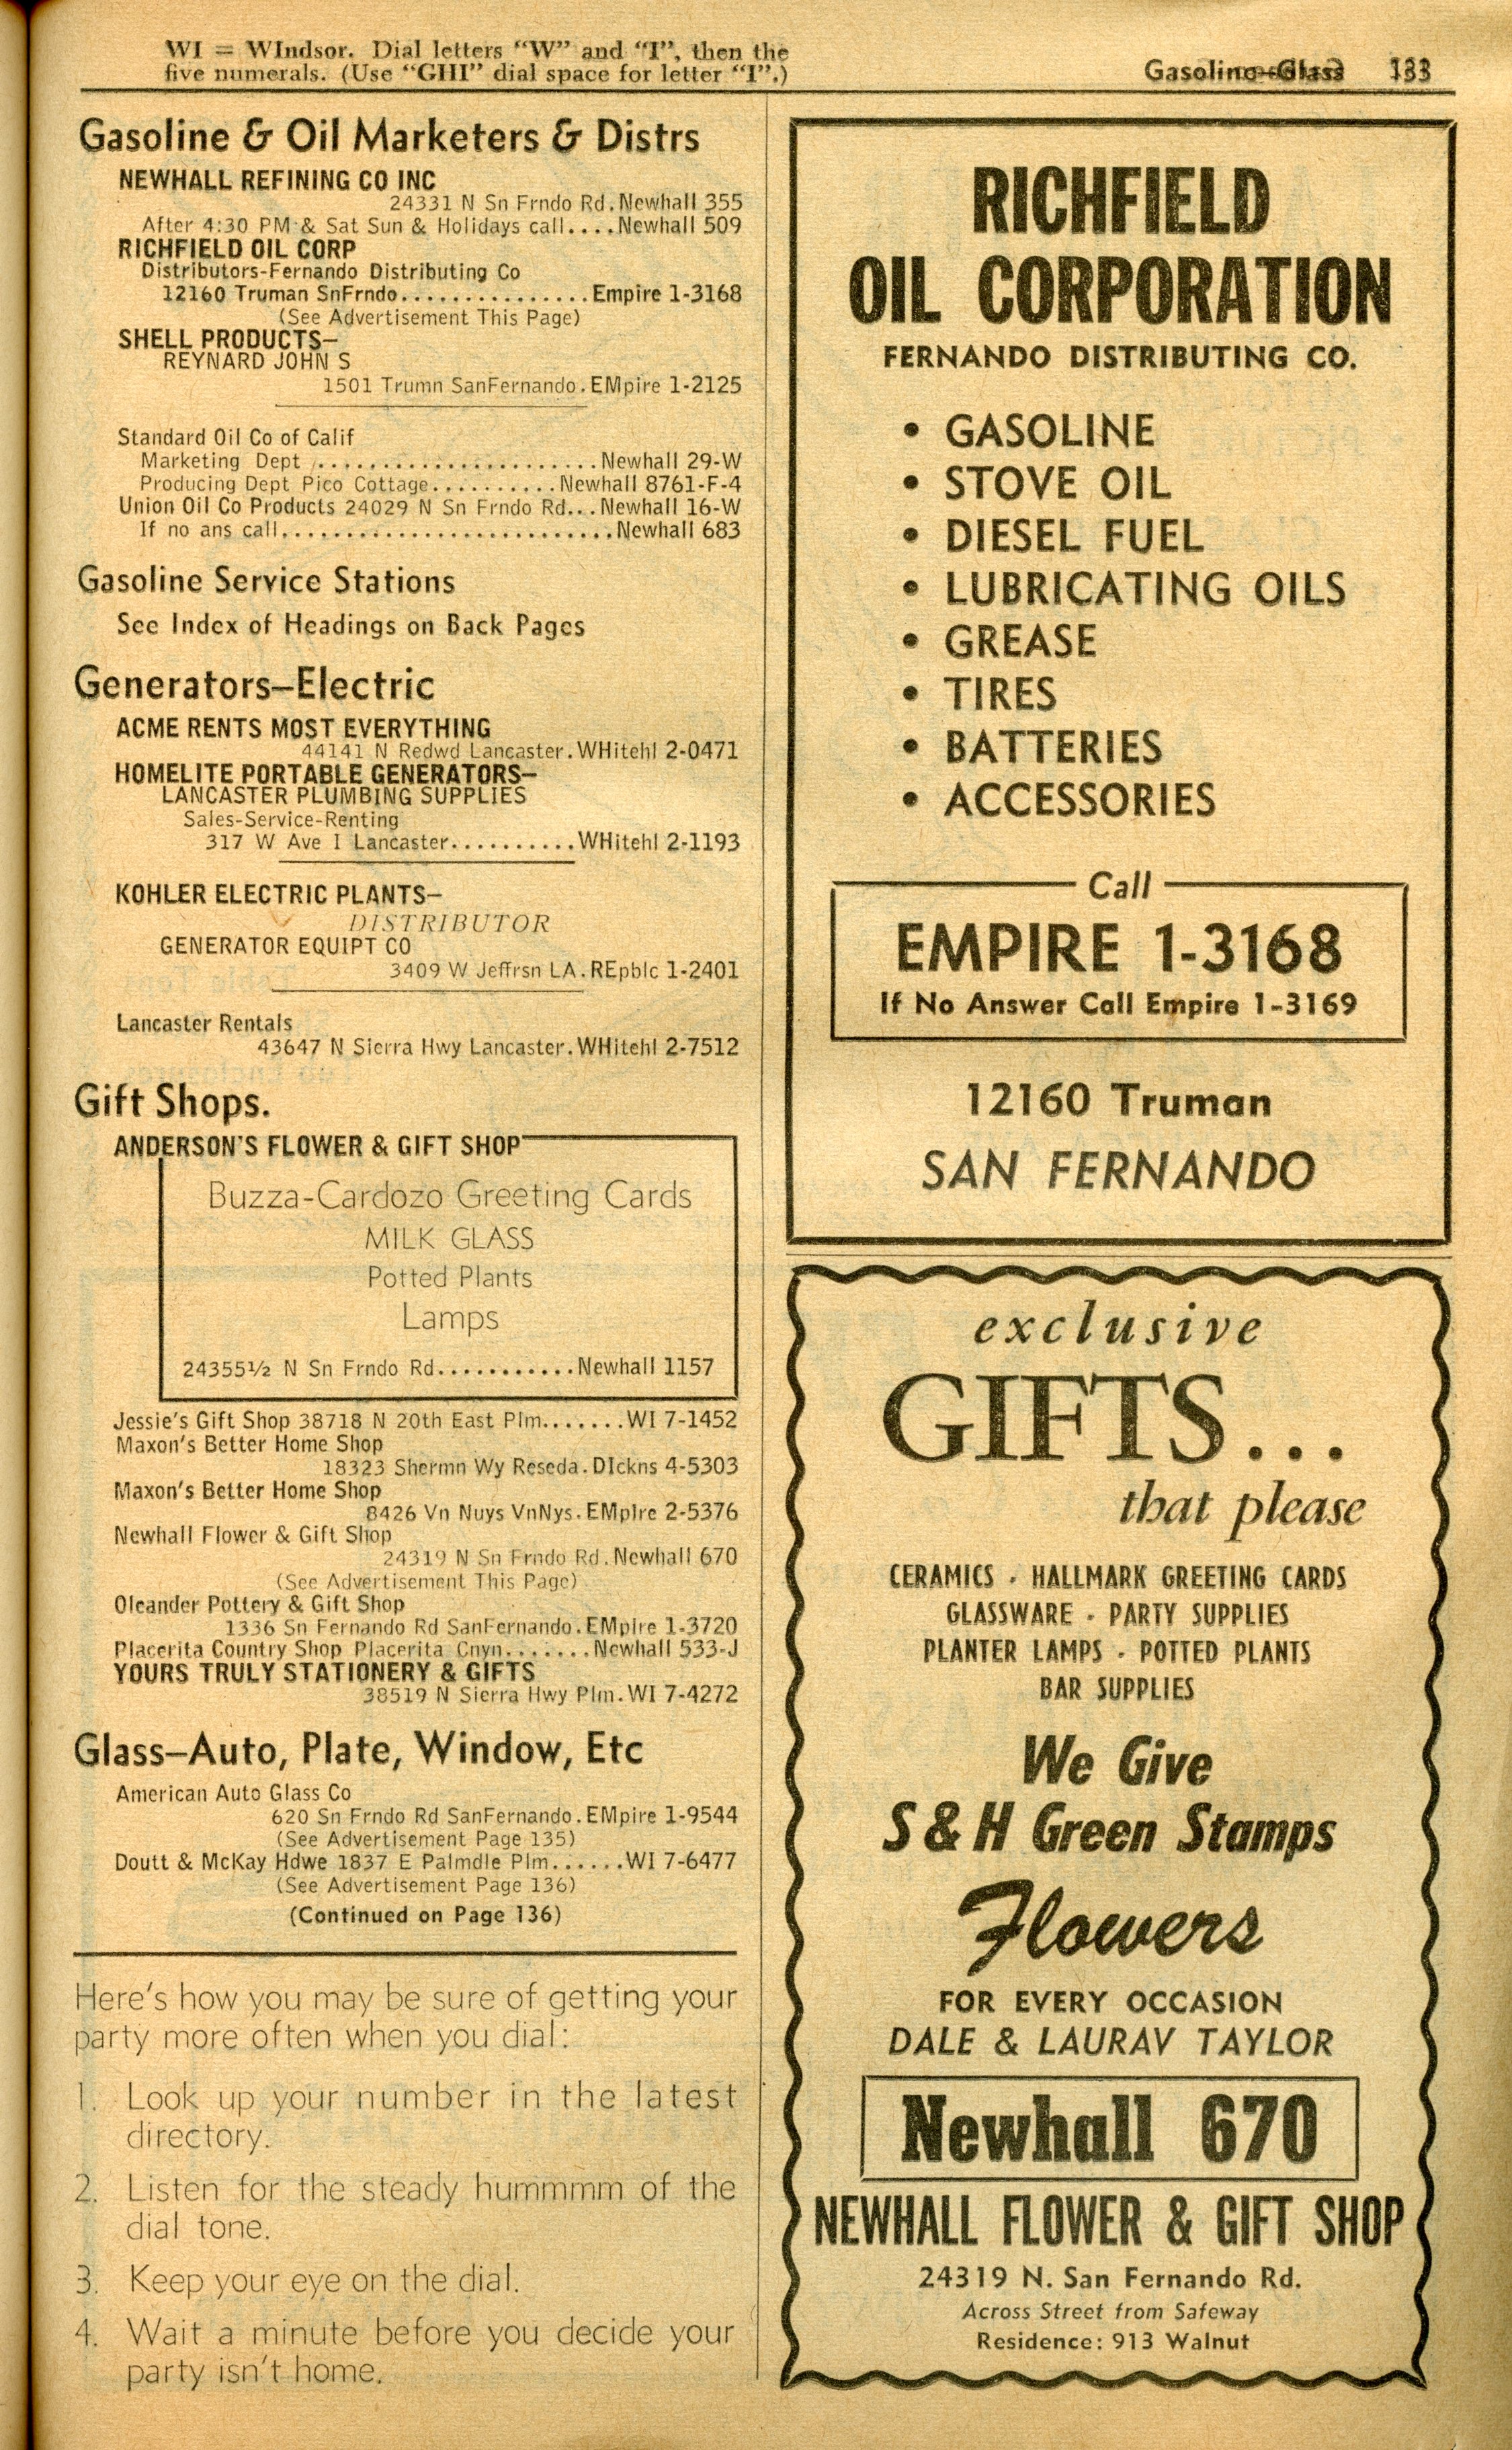 WI = WIndsor. Dial letters "W" and "I", then the
five numerals. (Use "GHI" dial space for letter "I".)
Gasoline—Glass 133
Gasoline & Oil Marketers & Distrs
NEWHALL REFINING CO INC
24331 N Sn Frndo Rd.Newhall 355
After 4:30 PM & Sat Sun & Holidays call....Newhall 509
RICHFIELD OIL CORP
Distributors-Fernando Distributing Co
12160 Truman SnFrndo...............Empire 1-3168
(See Advertisement This Page)
SHELL PRODUCTS—
REYNARD JOHN S
1501 Trumn SanFernando.EMpire 1-2125
Standard Oil Co of Calif
Marketing Dept ......................Newhall 29-W
Producing Dept Pico Cottage..........Newhall 8761-F-4
Union Oil Co Products 24029 N Sn Frndo Rd...Newhall 16-W
If no ans call..........................Newhall 683
Gasoline Service Stations
See Index of Headings on Back Pages
Generators—Electric
ACME RENTS MOST EVERYTHING
44141 N Redwd Lancaster.WHitehl 2-0471
HOMELITE PORTABLE GENERATORS—
LANCASTER PLUMBING SUPPLIES
Sales-Service-Renting
317 W Ave I Lancaster..........WHitehl 2-1193
KOHLER ELECTRIC PLANTS—
DISTRIBUTOR
GENERATOR EQUIPT CO
3409 W Jeffrsn LA.REpblc 1-2401
Lancaster Rentals
43647 N Sierra Hwy Lancaster.WHitehl 2-7512
Gift Shops.
ANDERSON'S FLOWER & GIFT SHOP
Buzza-Cardozo Greeting Cards
MILK GLASS
Potted Plants
Lamps
24355½ N Sn Frndo Rd...........Newhall 1157
Jessie's Gift Shop 38718 N 20th East Plm.......WI 7-1452
Maxon's Better Home Shop
18323 Shermn Wy Reseda.DIckns 4-5303
Maxon's Better Home Shop
8426 Vn Nuys VnNys.EMpIre 2-5376
Newhall Flower & Gift Shop
24319 N Sn Frndo Rd.Newhall 670
(See Advertisement This Page)
Oleander Pottery & Gift Shop
1336 Sn Fernando Rd SanFernando.EMpIre 1-3720
Placerita Country Shop Placerita Cnyn.......Newhall 533-J
YOURS TRULY STATIONERY & GIFTS
38519 N Sierra Hwy Plm.WI 7-4272
Glass—Auto, Plate, Window, Etc
American Auto Glass Co
620 Sn Frndo Rd SanFernando.EMpire 1-9544
(See Advertisement Page 135)
Doutt & McKay Hdwe 1837 E Palmdle Plm......WI 7-6477
(See Advertisement Page 136)
(Continued on Page 136)
Here's how you may be sure of getting your
party more often when you dial:
1. Look up your number in the latest
directory.
2. Listen for the steady hummmm of the
dial tone.
3. Keep your eye on the dial.
4. Wait a minute before you decide your
party isn't home.
RICHFIELD
OIL CORPORATION
FERNANDO DISTRIBUTING CO.
• GASOLINE
• STOVE OIL
• DIESEL FUEL
• LUBRICATING OILS
• GREASE
• TIRES
• BATTERIES
• ACCESSORIES
Call
EMPIRE 1-3168
If No Answer Call Empire 1-3169
12160 Truman
SAN FERNANDO
exclusive
GIFTS...
that please
CERAMICS - HALLMARK GREETING CARDS
GLASSWARE - PARTY SUPPLIES
PLANTER LAMPS - POTTED PLANTS
BAR SUPPLIES
We Give
S & H Green Stamps
Flowers
FOR EVERY OCCASION
DALE & LAURAV TAYLOR
Newhall 670
NEWHALL FLOWER & GIFT SHOP
24319 N. San Fernando Rd.
Across Street from Safeway
Residence: 913 Walnut